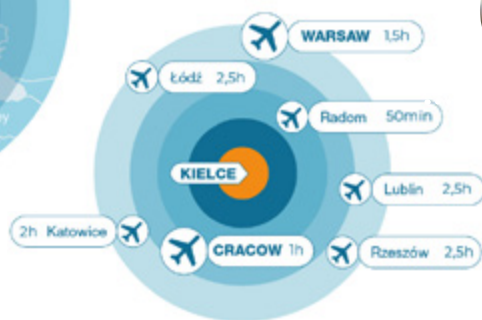 WARSAW 1,5h
Łódź 2,5h
Radom 50min
KIELCE
Lublin 2,5h
2h Katowice
CRACOW 1h
Rzeszów 2,5h